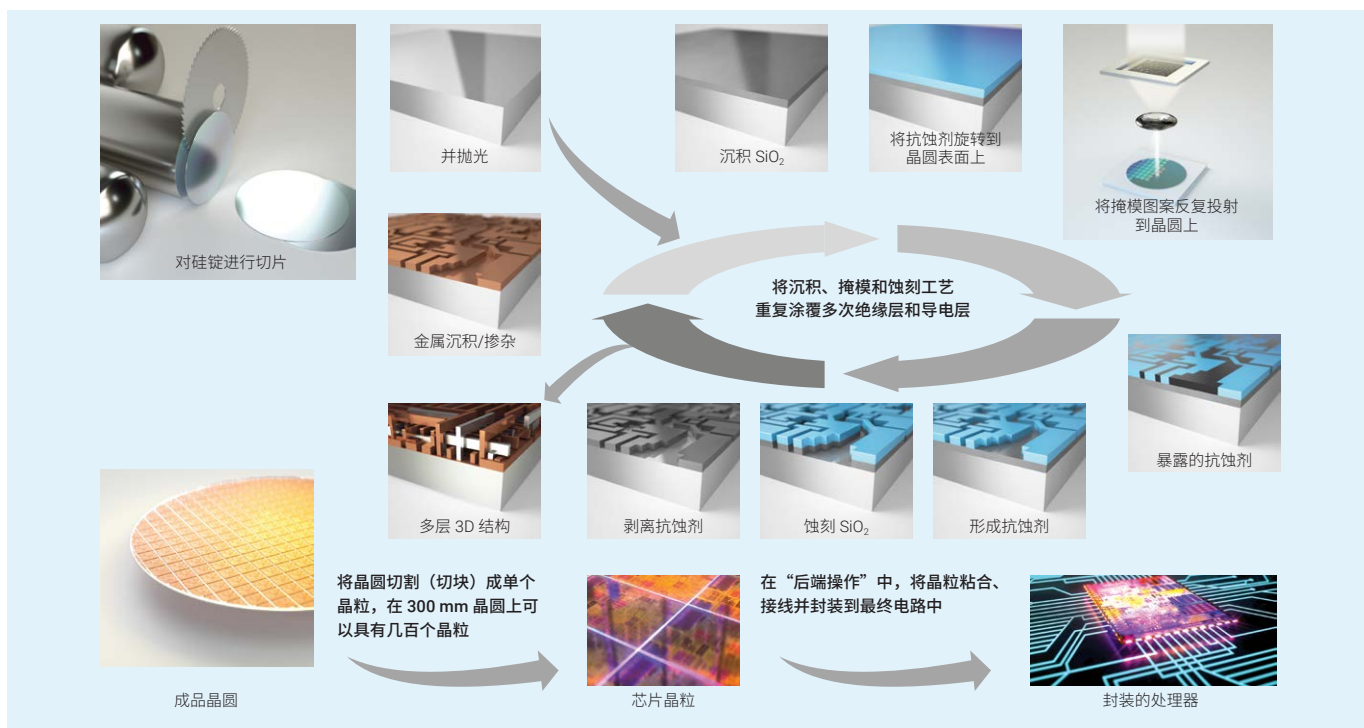 对硅锭进行切片
并抛光
沉积 SiO₂
将抗蚀剂旋转到
晶圆表面上
将掩模图案反复投射
到晶圆上
将沉积、掩模和蚀刻工艺
重复涂覆多次绝缘层和导电层
金属沉积/掺杂
暴露的抗蚀剂
多层 3D 结构
剥离抗蚀剂
蚀刻 SiO₂
形成抗蚀剂
将晶圆切割（切块）成单个
晶粒，在 300 mm 晶圆上可
以具有几百个晶粒
在“后端操作”中，将晶粒粘合、
接线并封装到最终电路中
成品晶圆
芯片晶粒
封装的处理器